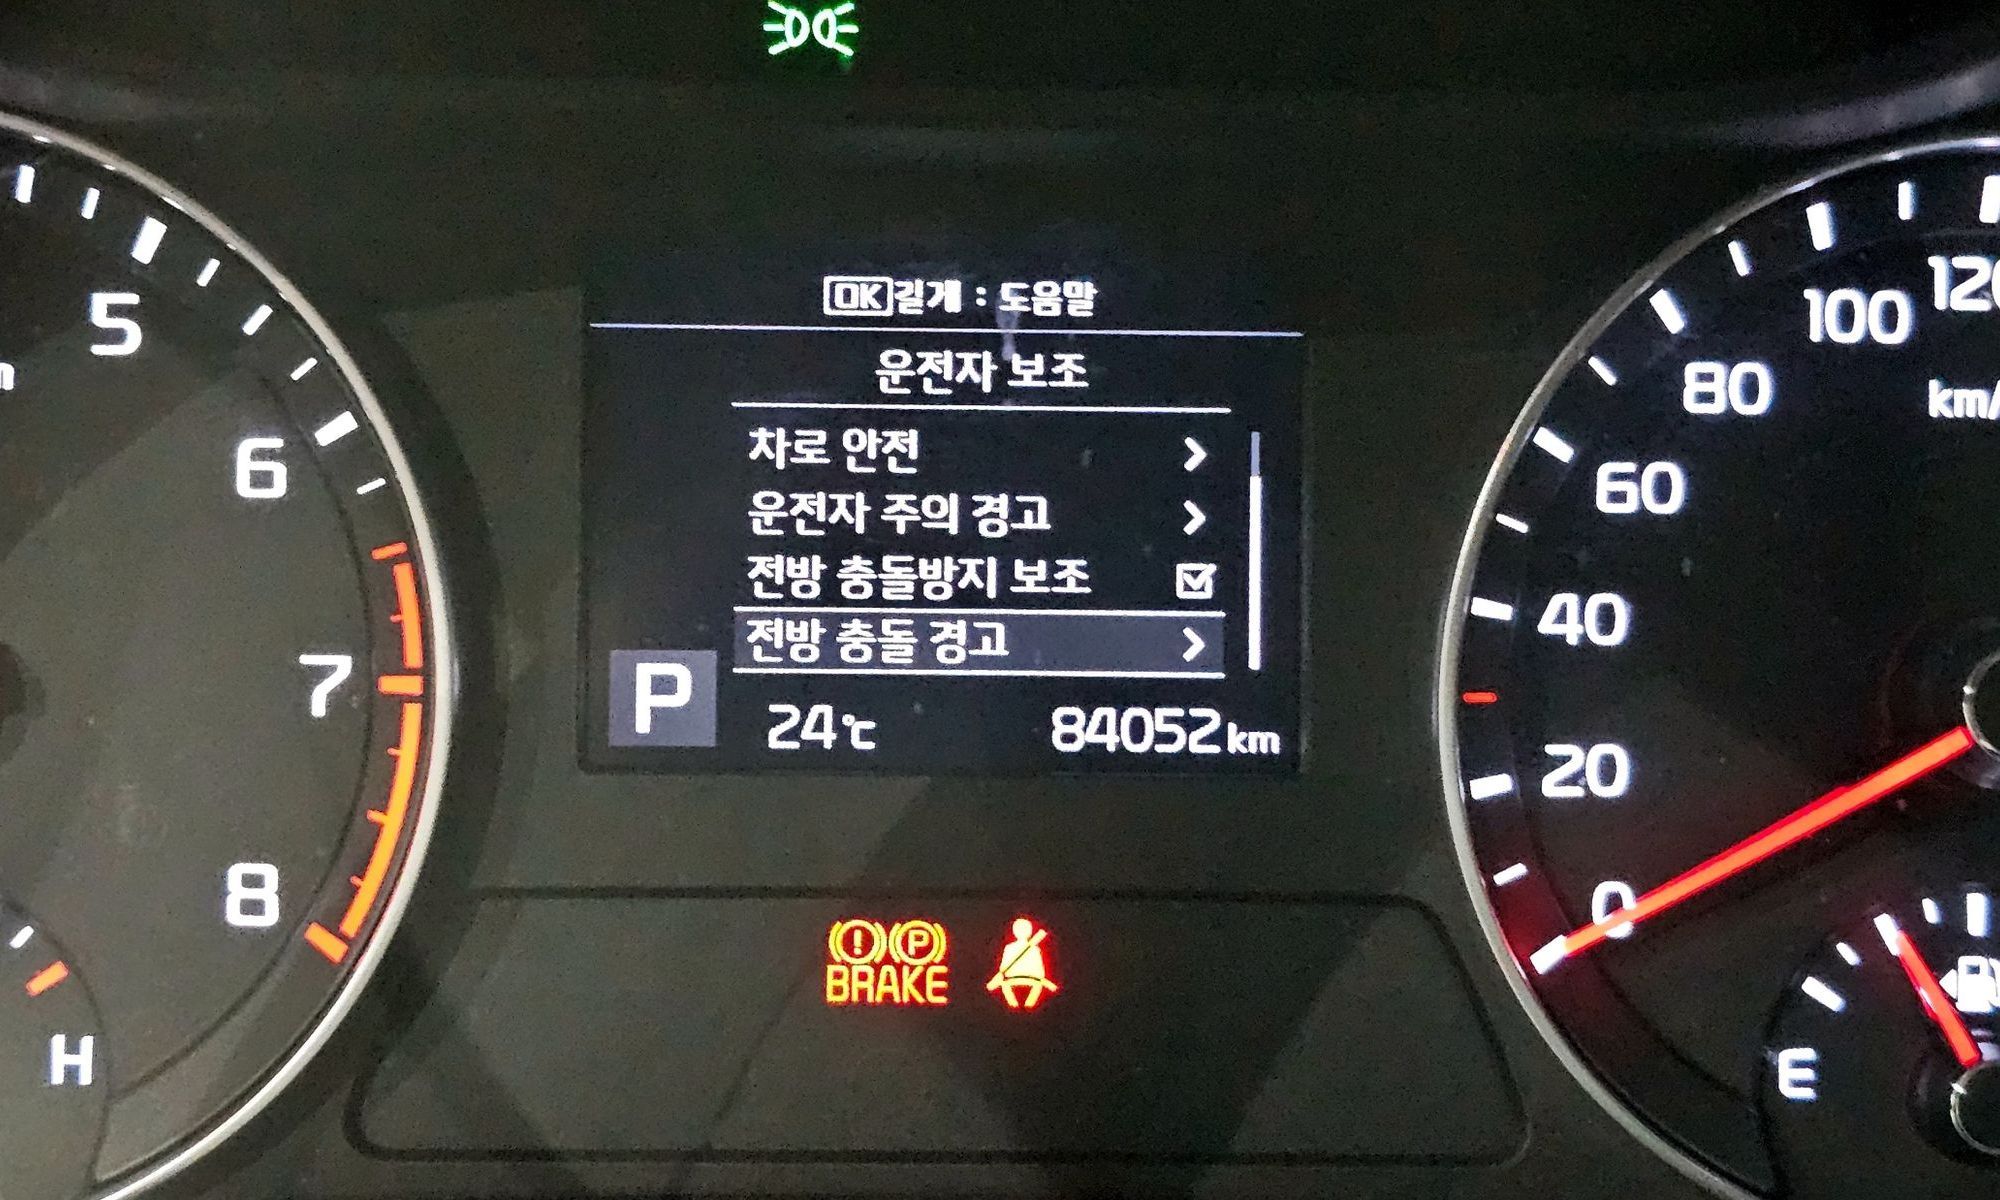 OK길게 : 도움말
운전자 보조
차로 안전
운전자 주의 경고
전방 충돌방지 보조
전방 충돌 경고
P
24℃ 84052km
5
6
7
8
H
120
100
80
km/
60
40
20
0
E
P
BRAKE